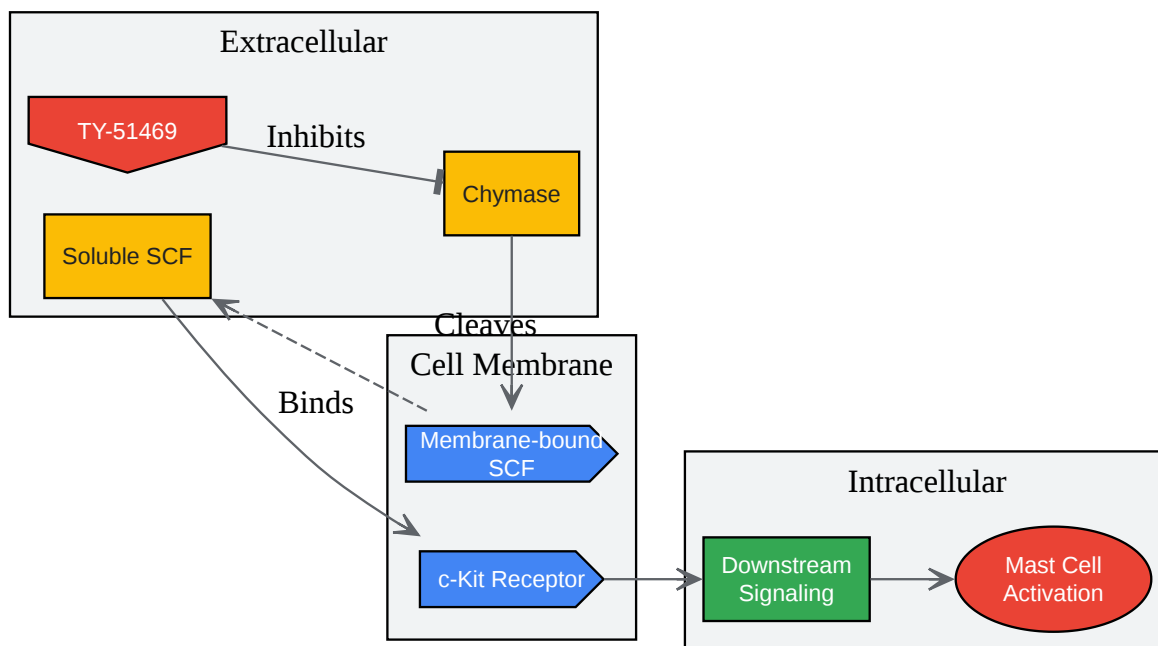 Extracellular
TY-51469
Inhibits
Chymase
Soluble SCF
Cleaves
Cell Membrane
Binds
Membrane-bound
SCF
Intracellular
c-Kit Receptor
Downstream
Signaling
Mast Cell
Activation